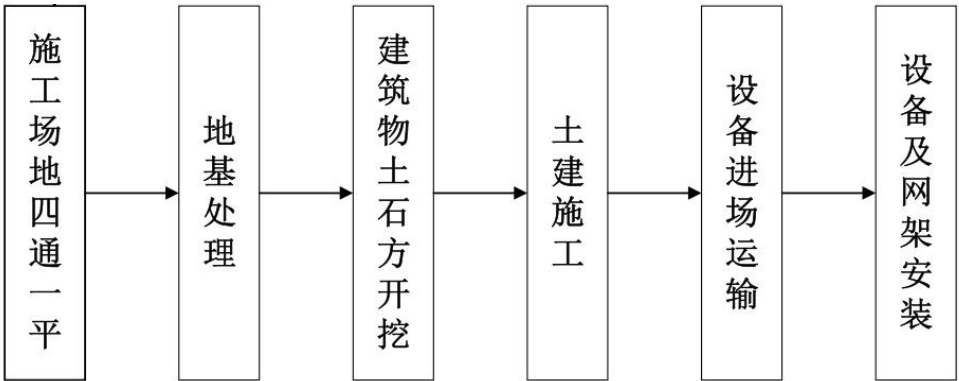 施工场地四通一平
地基处理
建筑物土石方开挖
土建施工
设备进场运输
设备及网架安装